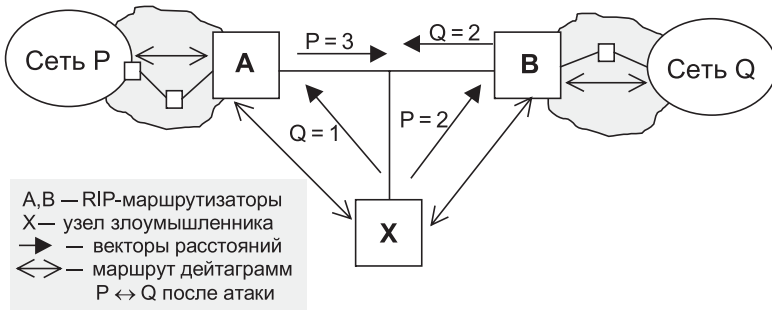 P = 3
Q = 2
Сеть P
A
B
Сеть Q
Q = 1
P = 2
X
A,B — RIP-маршрутизаторы
X — узел злоумышленника
— векторы расстояний
— маршрут дейтаграмм
P ↔ Q после атаки